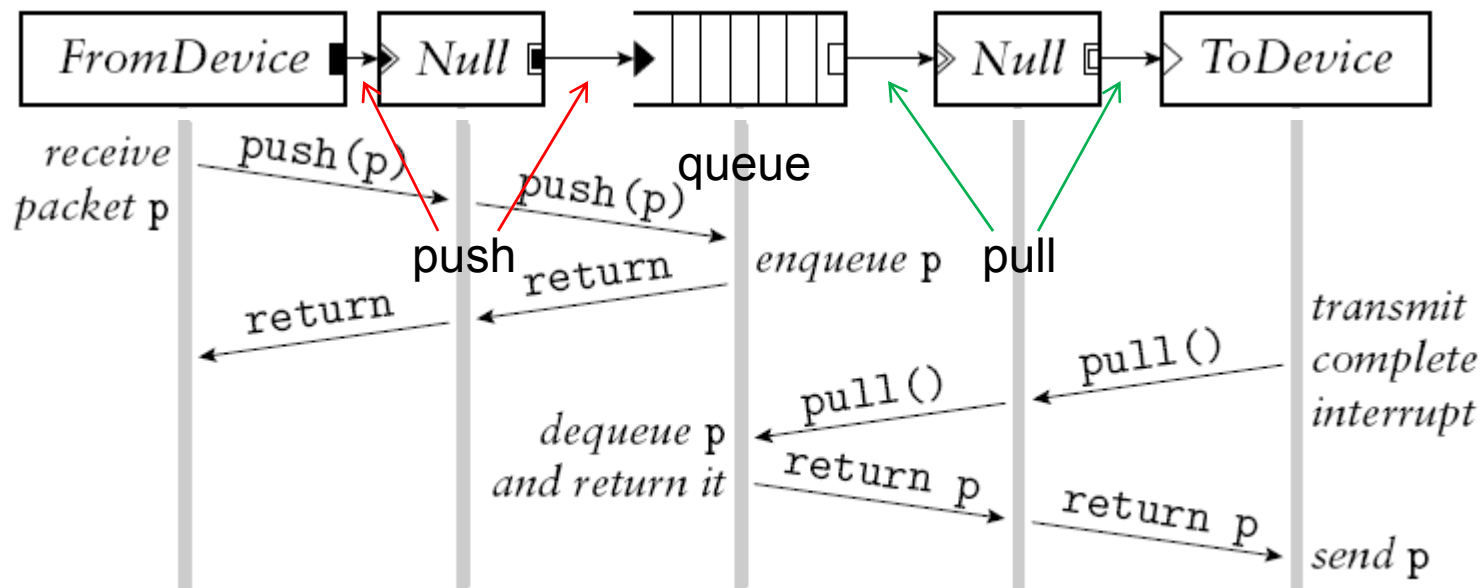 FromDevice
Null
Null
ToDevice
receive
packet p
push(p)
push(p)
queue
push
pull
enqueue p
return
return
transmit
complete
interrupt
pull()
pull()
dequeue p
and return it
return p
return p
send p